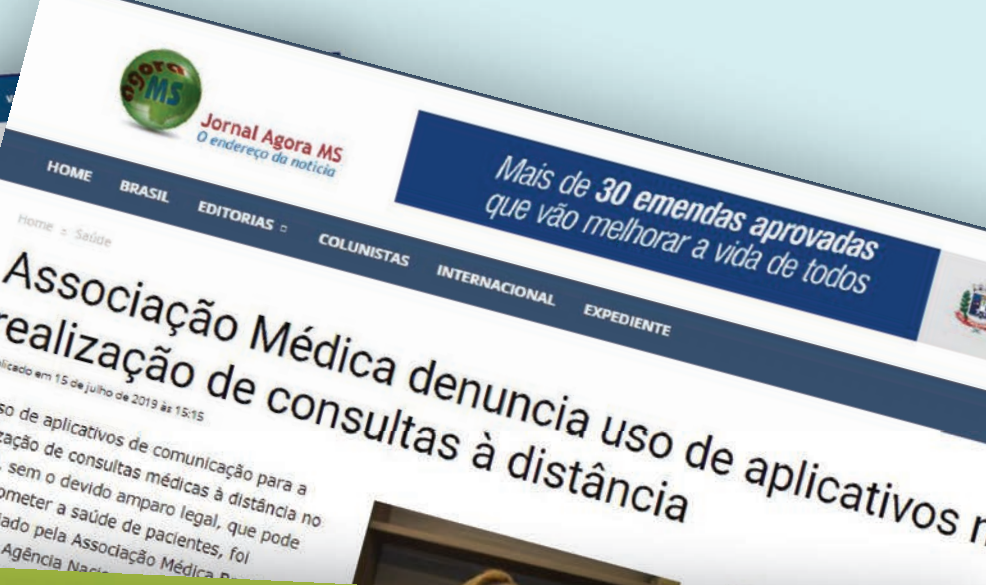 agora
MS
Jornal Agora MS
O endereço da notícia
Mais de 30 emendas aprovadas
que vão melhorar a vida de todos
HOME BRASIL EDITORIAS COLUNISTAS INTERNACIONAL EXPEDIENTE
Home Saúde
Associação Médica denuncia uso de aplicativos
realização de consultas à distância
em 15 de julho de 2019 às 15:15
de aplicativos de comunicação para a
de consultas médicas à distância no
sem o devido amparo legal, que pode
a saúde de pacientes, foi
pela Associação Médica
Agência